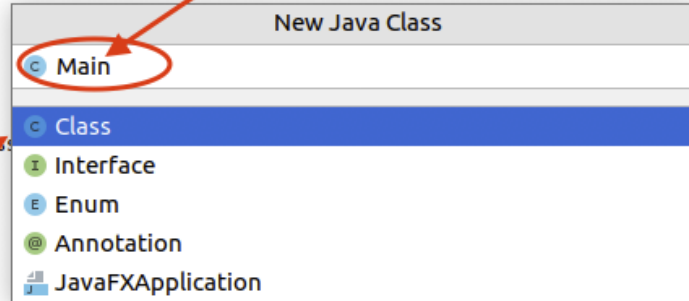 New Java Class
C Main
C Class
I Interface
E Enum
@ Annotation
J JavaFXApplication